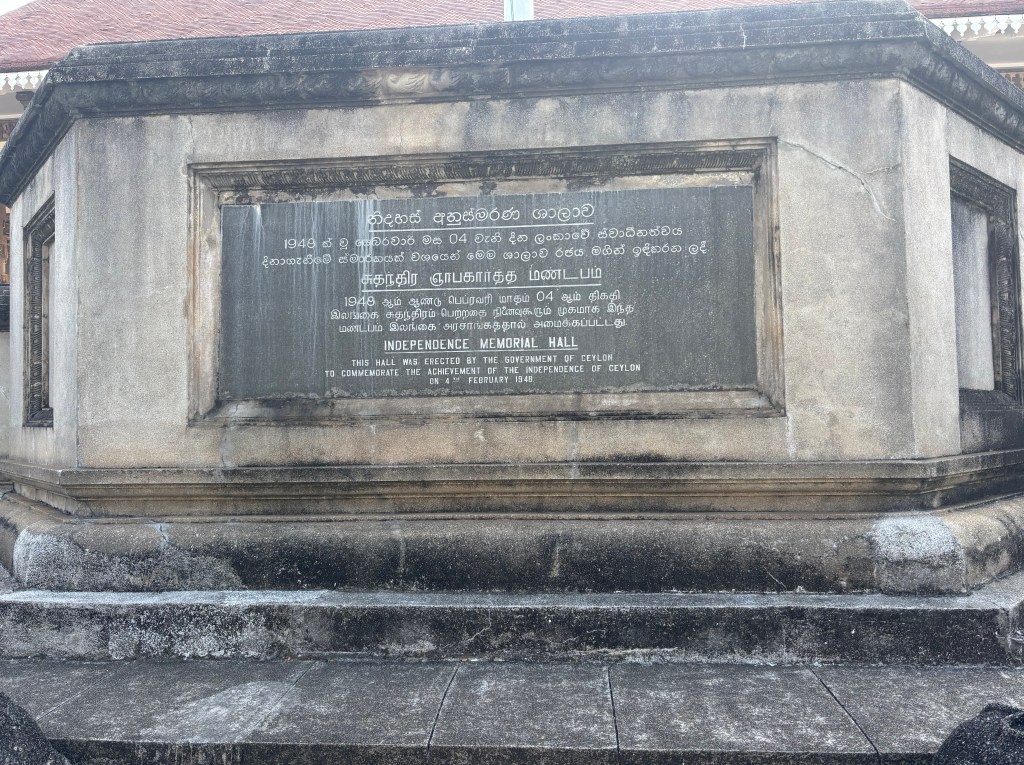 නිදහස් අනුස්මරණ ශාලාව
1948 ක් වූ පෙබරවාර මස 04 වැනි දින ලංකාවේ ස්වාධීනත්වය
දිනාගැනීමේ ස්මාරකයක් වශයෙන් මෙම ශාලාව රජය මගින් ඉදිකරන ලදී
சுதந்திர ஞாபகார்த்த மண்டபம்
1948 ஆம் ஆண்டு பெப்ரவரி மாதம் 04 ஆம் திகதி
இலங்கை சுதந்திரம் பெற்றதை நினைவுகூரும் முகமாக இந்த
மண்டபம் இலங்கை அரசாங்கத்தால் அமைக்கப்பட்டது
INDEPENDENCE MEMORIAL HALL
THIS HALL WAS ERECTED BY THE GOVERNMENT OF CEYLON
TO COMMEMORATE THE ACHIEVEMENT OF THE INDEPENDENCE OF CEYLON
ON 4TH FEBRUARY 1948